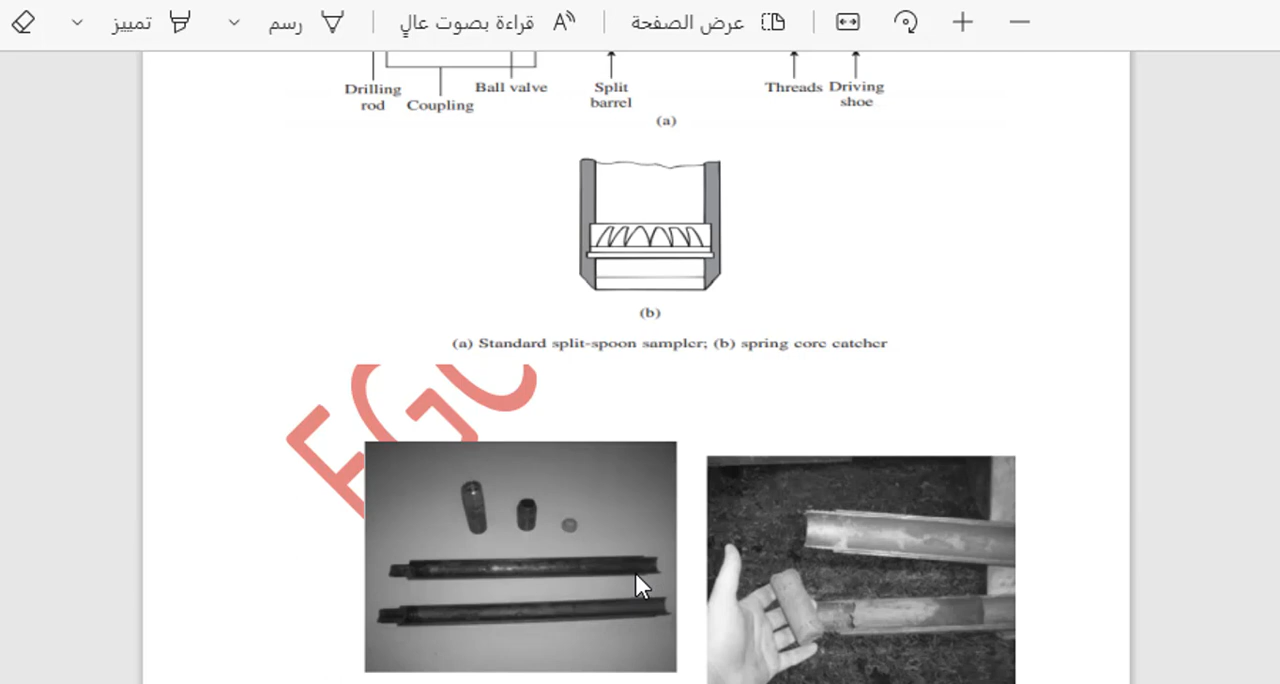 تمييز
رسم
قراءة بصوت عالٍ
عرض الصفحة
Drilling
rod
Coupling
Ball valve
Split
barrel
Threads
Driving
shoe
(a)
(b)
(a) Standard split-spoon sampler; (b) spring core catcher